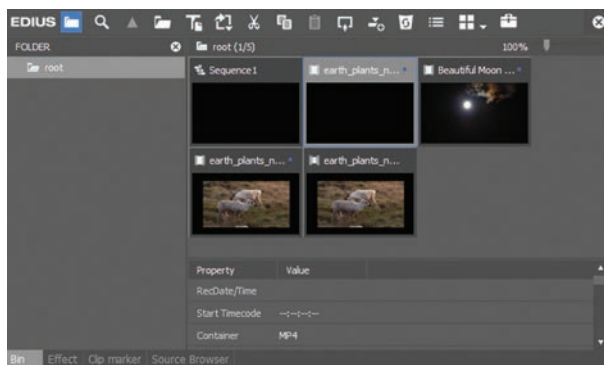 EDIUS
FOLDER
root (1/5) 100%
root
Sequence1
earth_plants_n...
Beautiful Moon ...
earth_plants_n...
earth_plants_n...
Property Value
RecDate/Time
Start Timecode --:--:--:--
Container MP4
Bin Effect Clip marker Source Browser